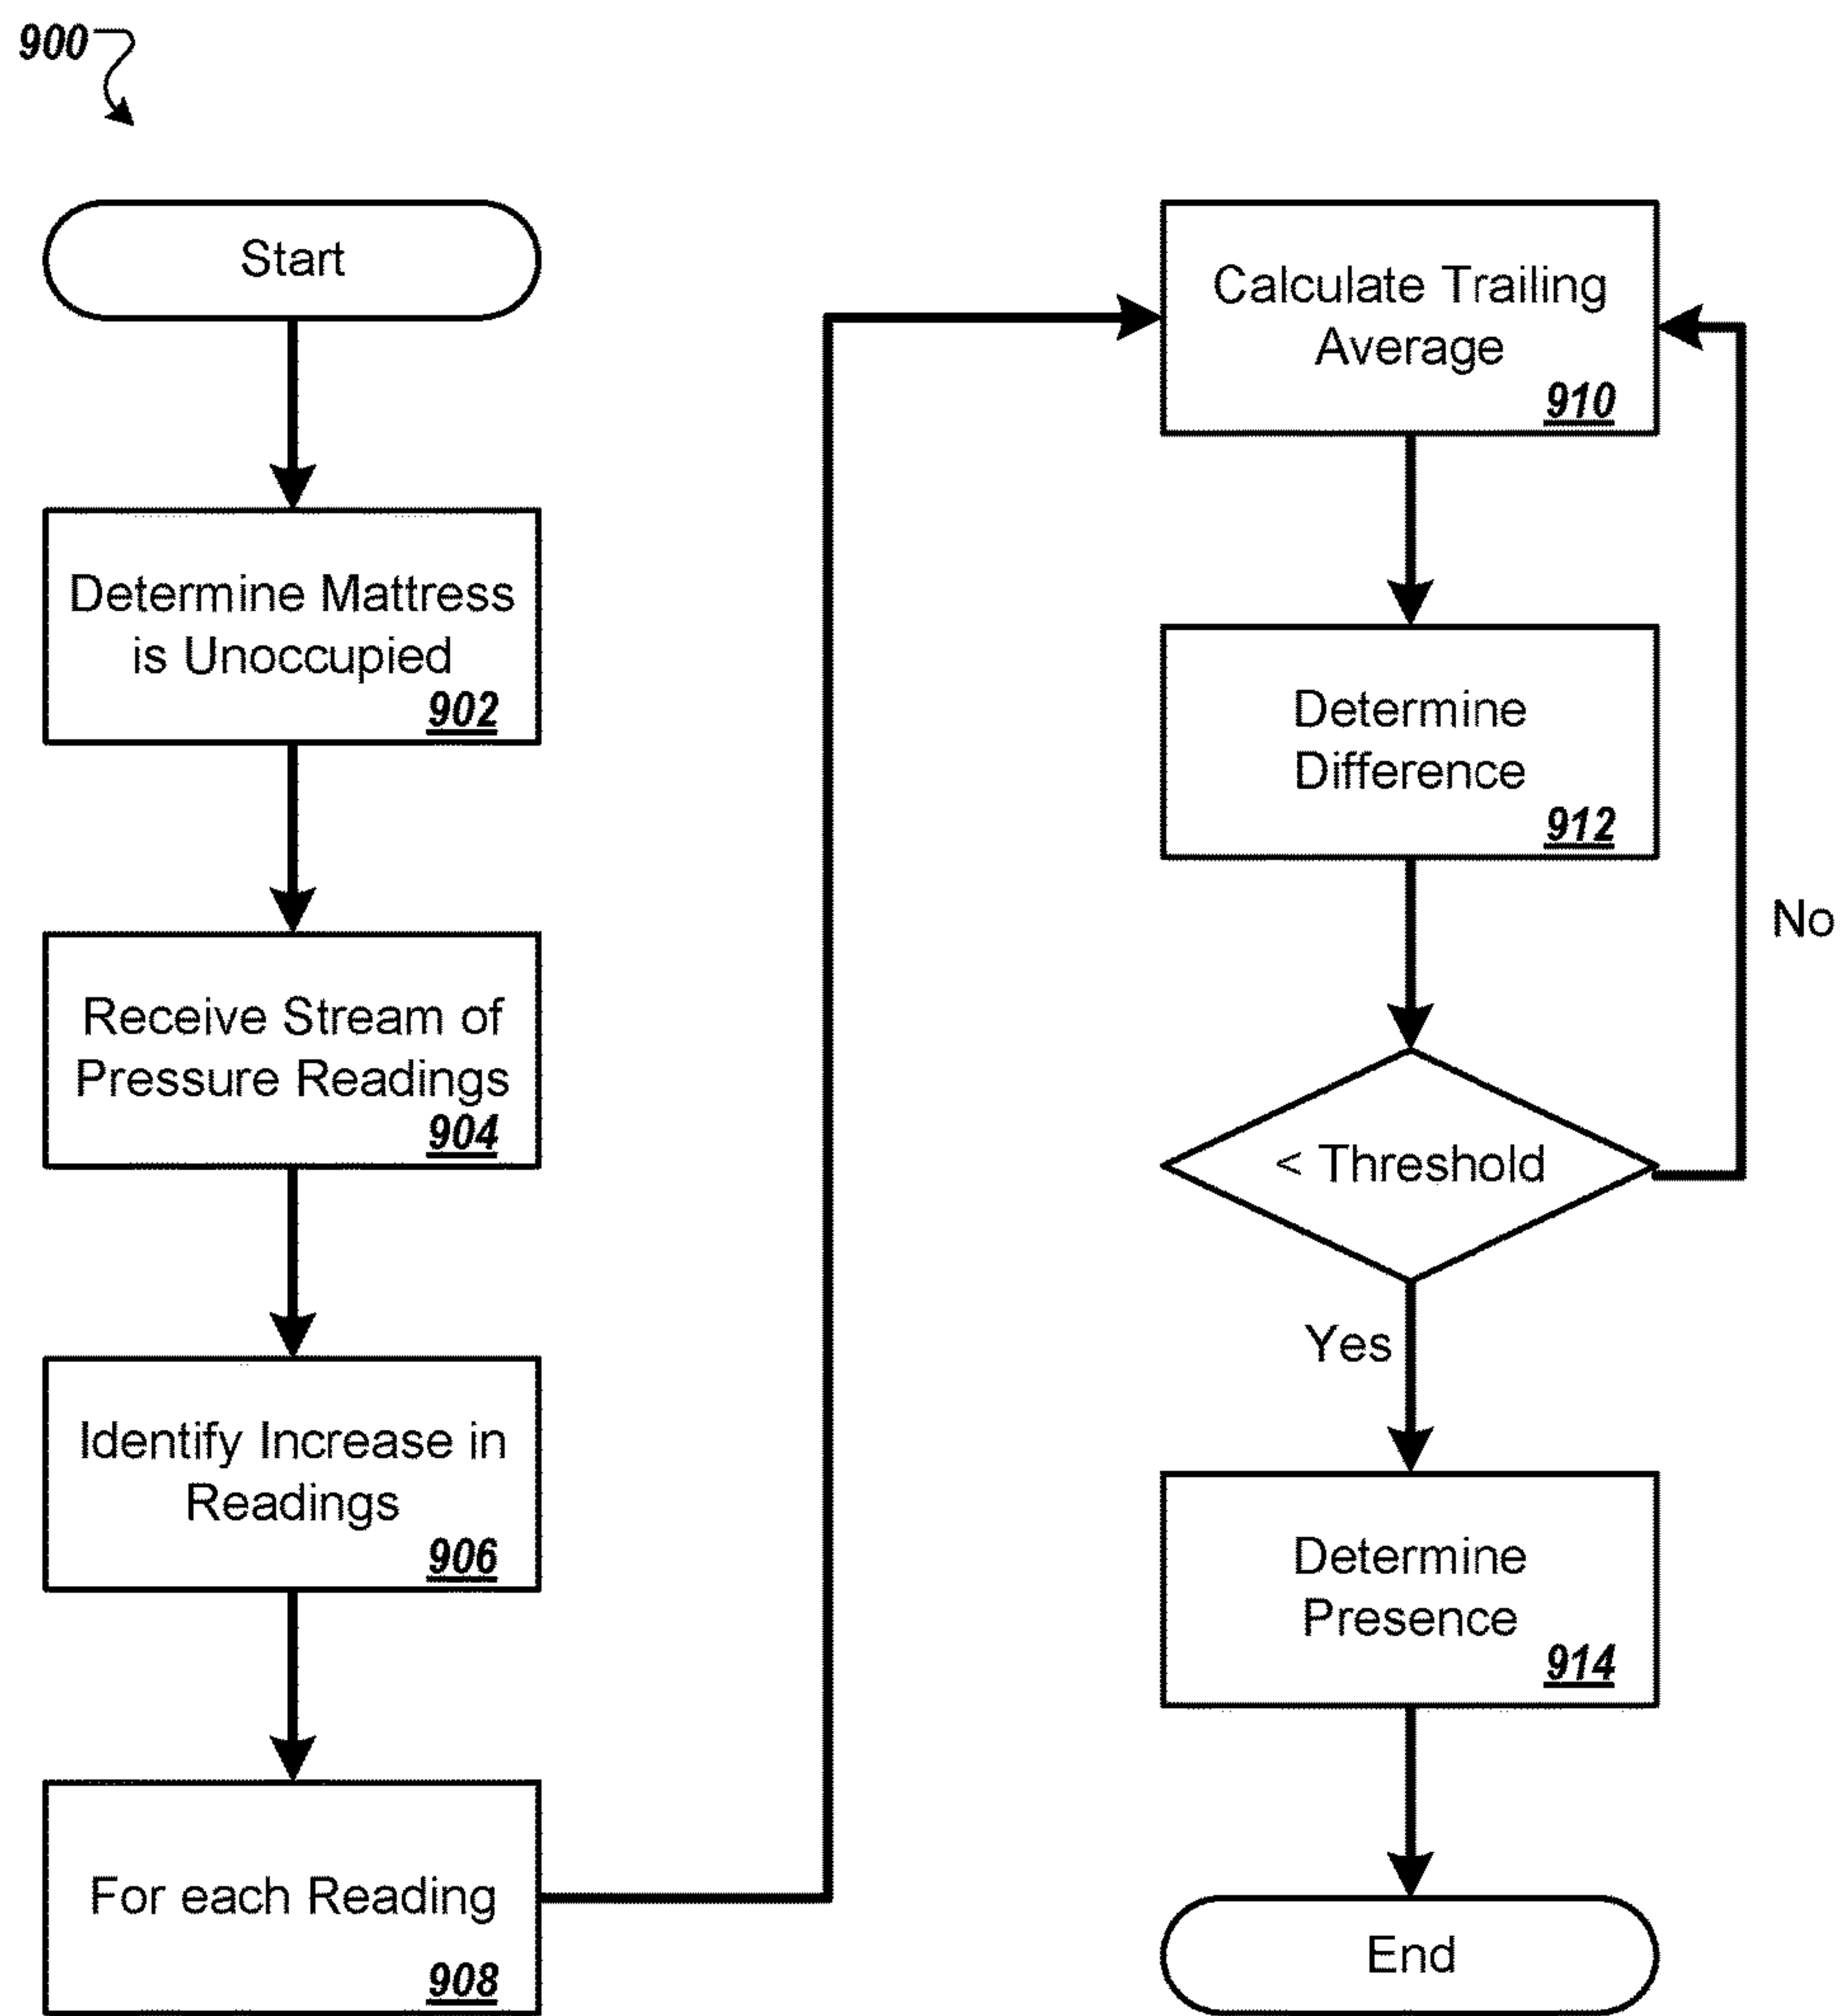 900
Start
Determine Mattress
is Unoccupied
902
Receive Stream of
Pressure Readings
904
Identify Increase in
Readings
906
For each Reading
908
Calculate Trailing
Average
910
Determine
Difference
912
No
< Threshold
Yes
Determine
Presence
914
End